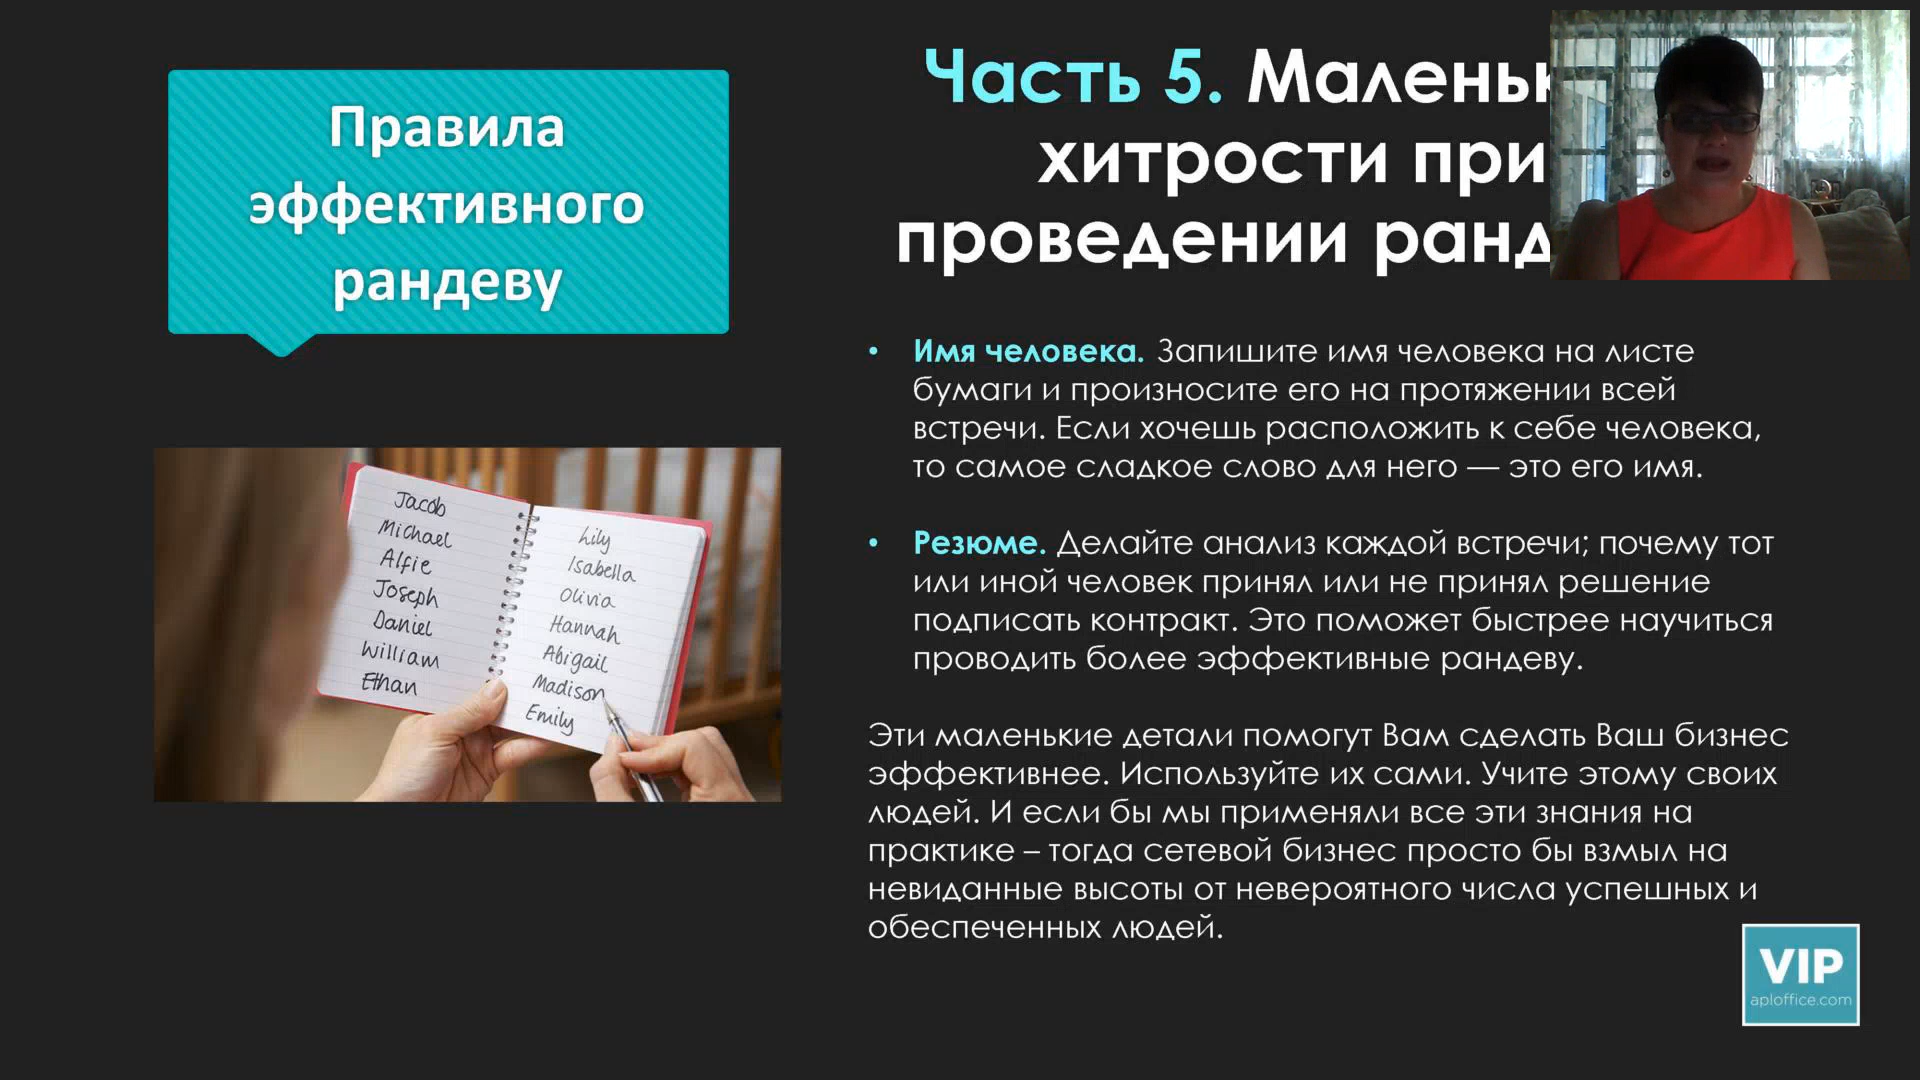 Правила
эффективного
рандеву
Часть 5.
хитрости при
проведении
• Имя человека. Запишите имя человека на листе
бумаги и произносите его на протяжении всей
встречи. Если хочешь расположить к себе человека,
то самое сладкое слово для него — это его имя.
• Резюме. Делайте анализ каждой встречи; почему тот
или иной человек принял или не принял решение
подписать контракт. Это поможет быстрее научиться
проводить более эффективные рандеву.
Эти маленькие детали помогут Вам сделать Ваш бизнес
эффективнее. Используйте их сами. Учите этому своих
людей. И если бы мы применяли все эти знания на
практике – тогда сетевой бизнес просто бы взмыл на
невиданные высоты от невероятного числа успешных и
обеспеченных людей.
Jacob
Michael
Alfie
Joseph
Daniel
William
Ethan
Lily
Isabella
Olivia
Hannah
Abigail
Madison
Emily
VIP
aploffice.com